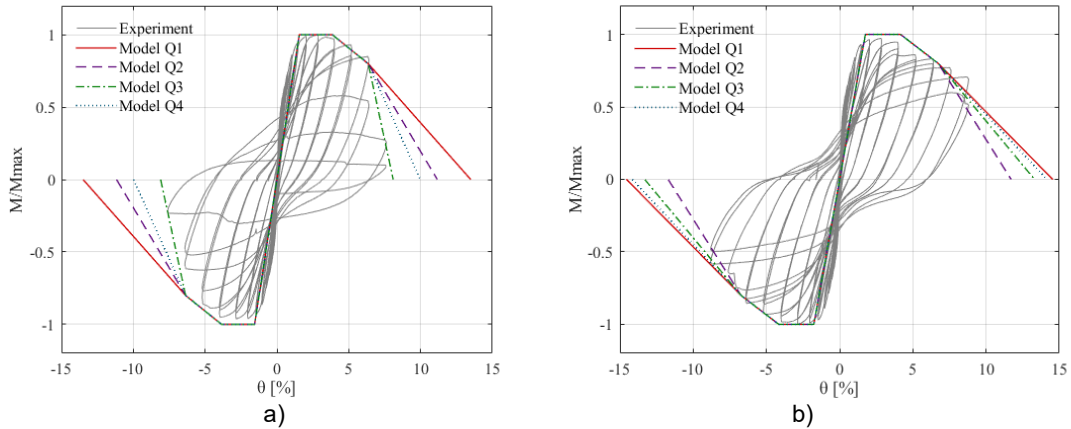 Experiment
Model Q1
Model Q2
Model Q3
Model Q4
M/Mmax
1
0.5
0
-0.5
-1
-15
-10
-5
0
5
10
15
θ [%]
a)
Experiment
Model Q1
Model Q2
Model Q3
Model Q4
M/Mmax
1
0.5
0
-0.5
-1
-15
-10
-5
0
5
10
15
θ [%]
b)